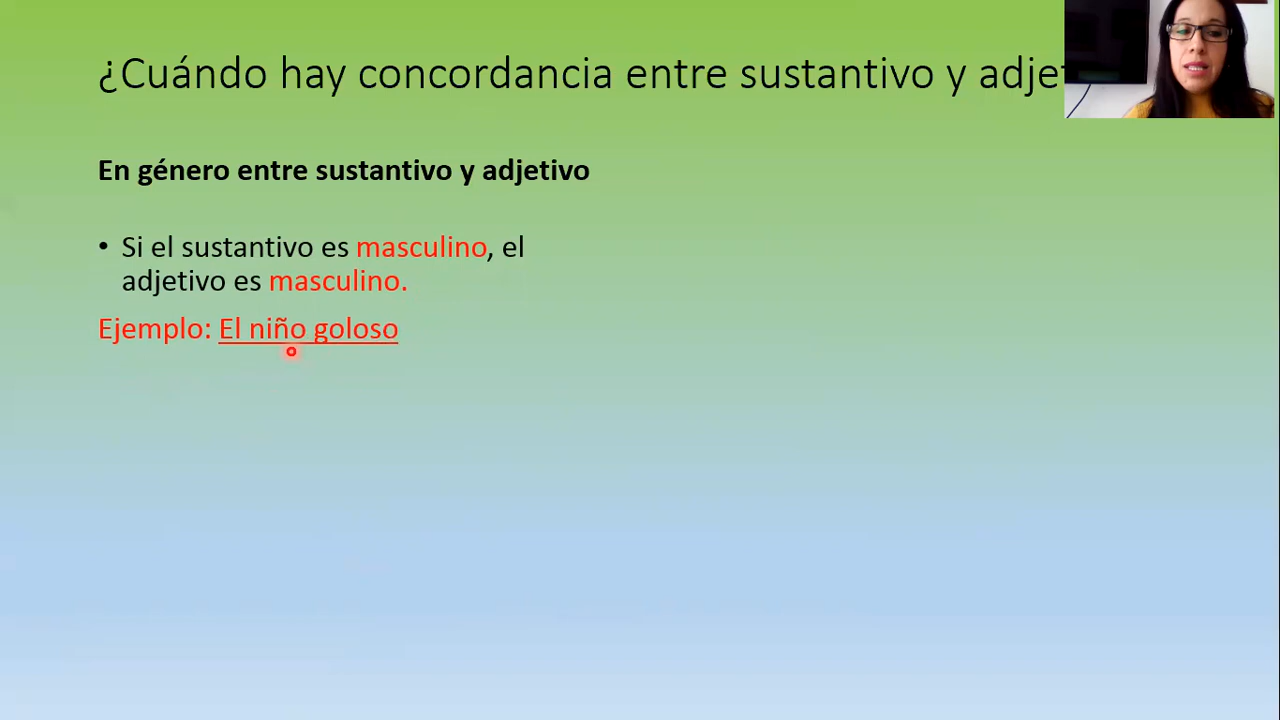 ¿Cuándo hay concordancia entre sustantivo y
En género entre sustantivo y adjetivo
• Si el sustantivo es masculino, el
adjetivo es masculino.
Ejemplo: El niño goloso